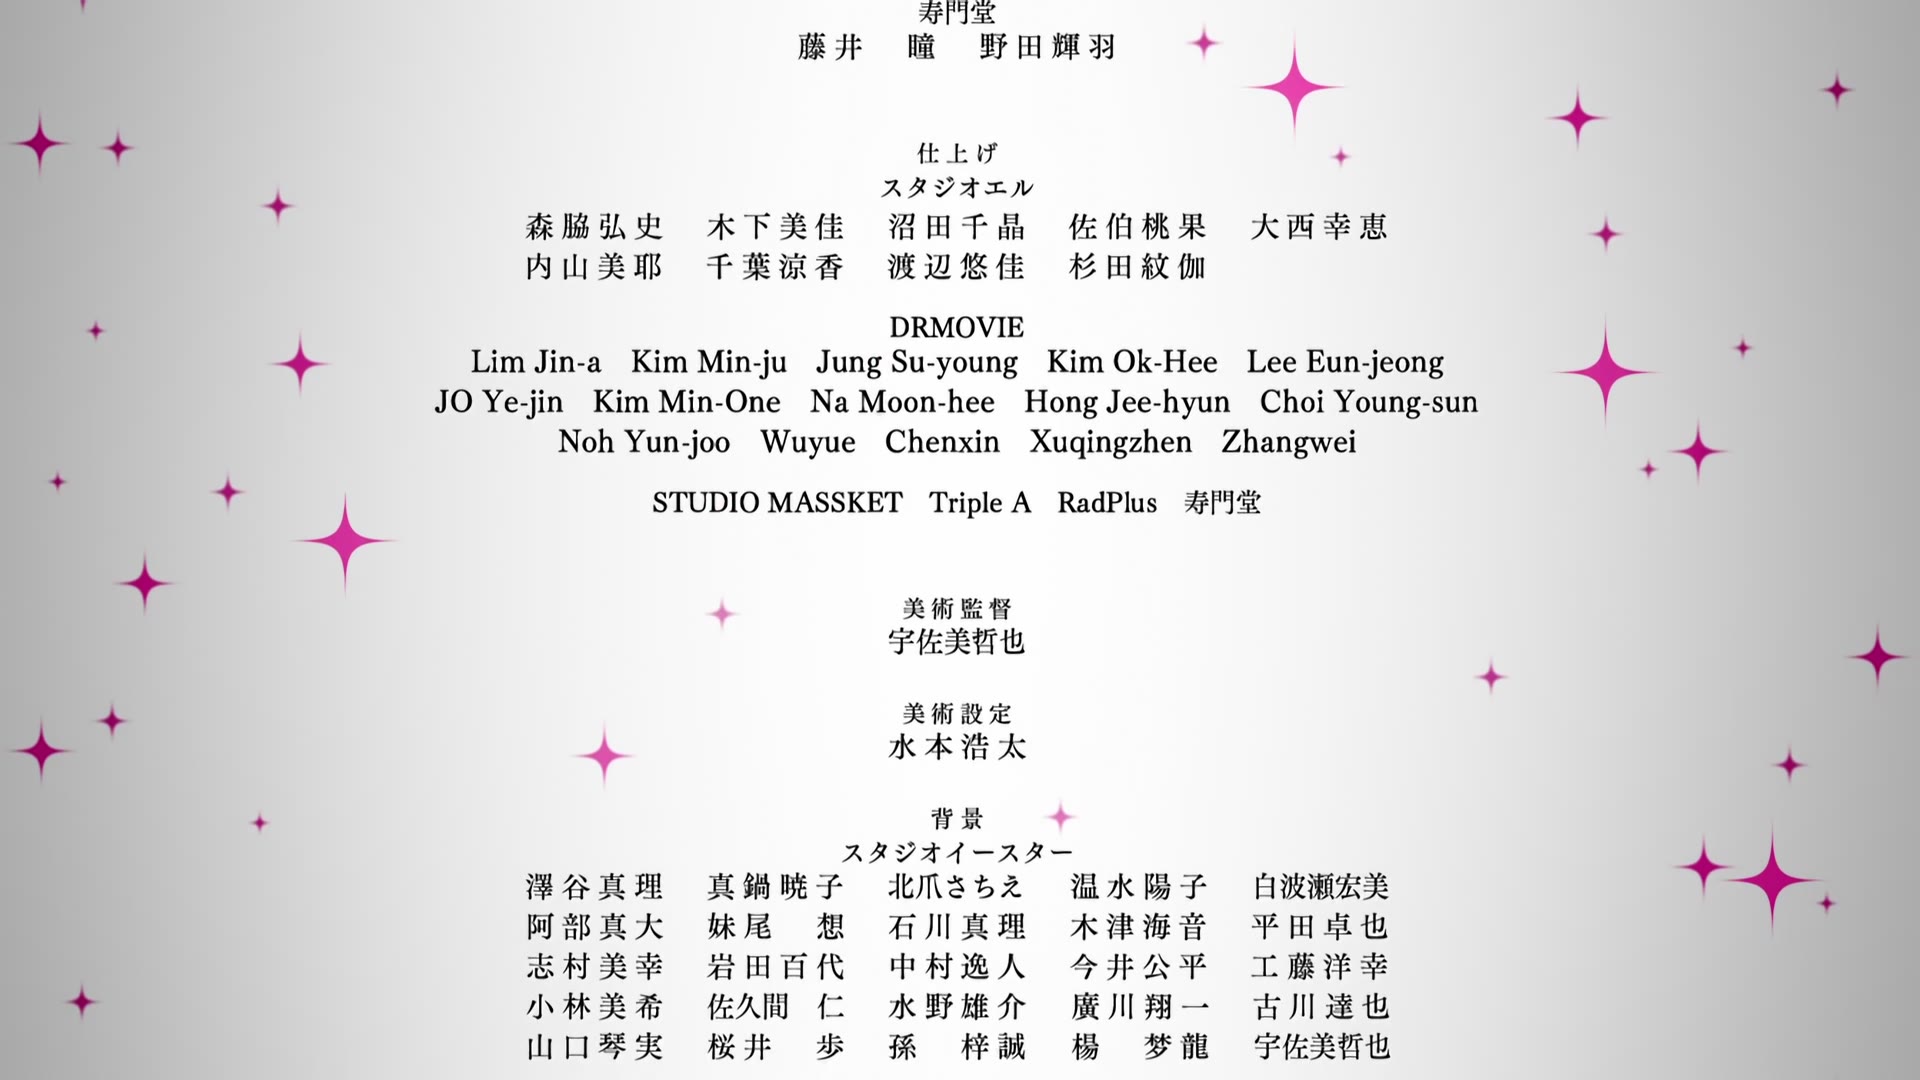 寿門堂
藤井 瞳 野田輝羽
仕上げ
スタジオエル
森脇弘史 木下美佳 沼田千晶 佐伯桃果 大西幸恵
内山美耶 千葉涼香 渡辺悠佳 杉田紋伽
DRMOVIE
Lim Jin-a Kim Min-ju Jung Su-young Kim Ok-Hee Lee Eun-jeong
JO Ye-jin Kim Min-One Na Moon-hee Hong Jee-hyun Choi Young-sun
Noh Yun-joo Wuyue Chenxin Xuqingzhen Zhangwei
STUDIO MASSKET Triple A RadPlus 寿門堂
美術監督
宇佐美哲也
美術設定
水本浩太
背景
スタジオイースター
澤谷真理 真鍋暁子 北爪さちえ 温水陽子 白波瀬宏美
阿部真大 妹尾 想 石川真理 木津海音 平田卓也
志村美幸 岩田百代 中村逸人 今井公平 工藤洋幸
小林美希 佐久間 仁 水野雄介 廣川翔一 古川達也
山口琴実 桜井 歩 孫 梓誠 楊 梦龍 宇佐美哲也